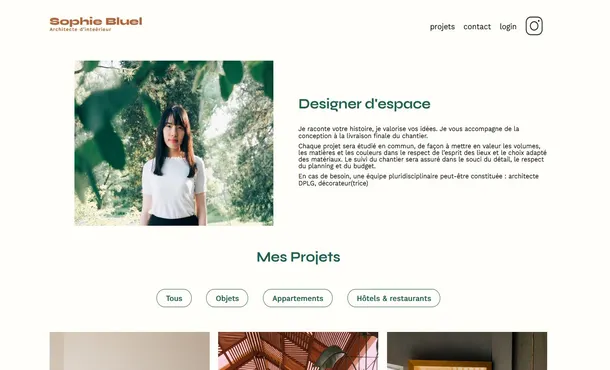 Sophie Bluel
Architecte d'intérieur
projets
contact
login
Designer d'espace
Je raconte votre histoire, je valorise vos idées. Je vous accompagne de la
conception à la livraison finale du chantier.
Chaque projet sera étudié en commun, de façon à mettre en valeur les volumes,
les matières et les couleurs dans le respect de l'esprit des lieux et le choix adapté
des matériaux. Le suivi du chantier sera assuré dans le souci du détail, le respect
du planning et du budget.
En cas de besoin, une équipe pluridisciplinaire peut-être constituée : architecte
DPLG, décorateur(trice)
Mes Projets
Tous
Objets
Appartements
Hôtels & restaurants